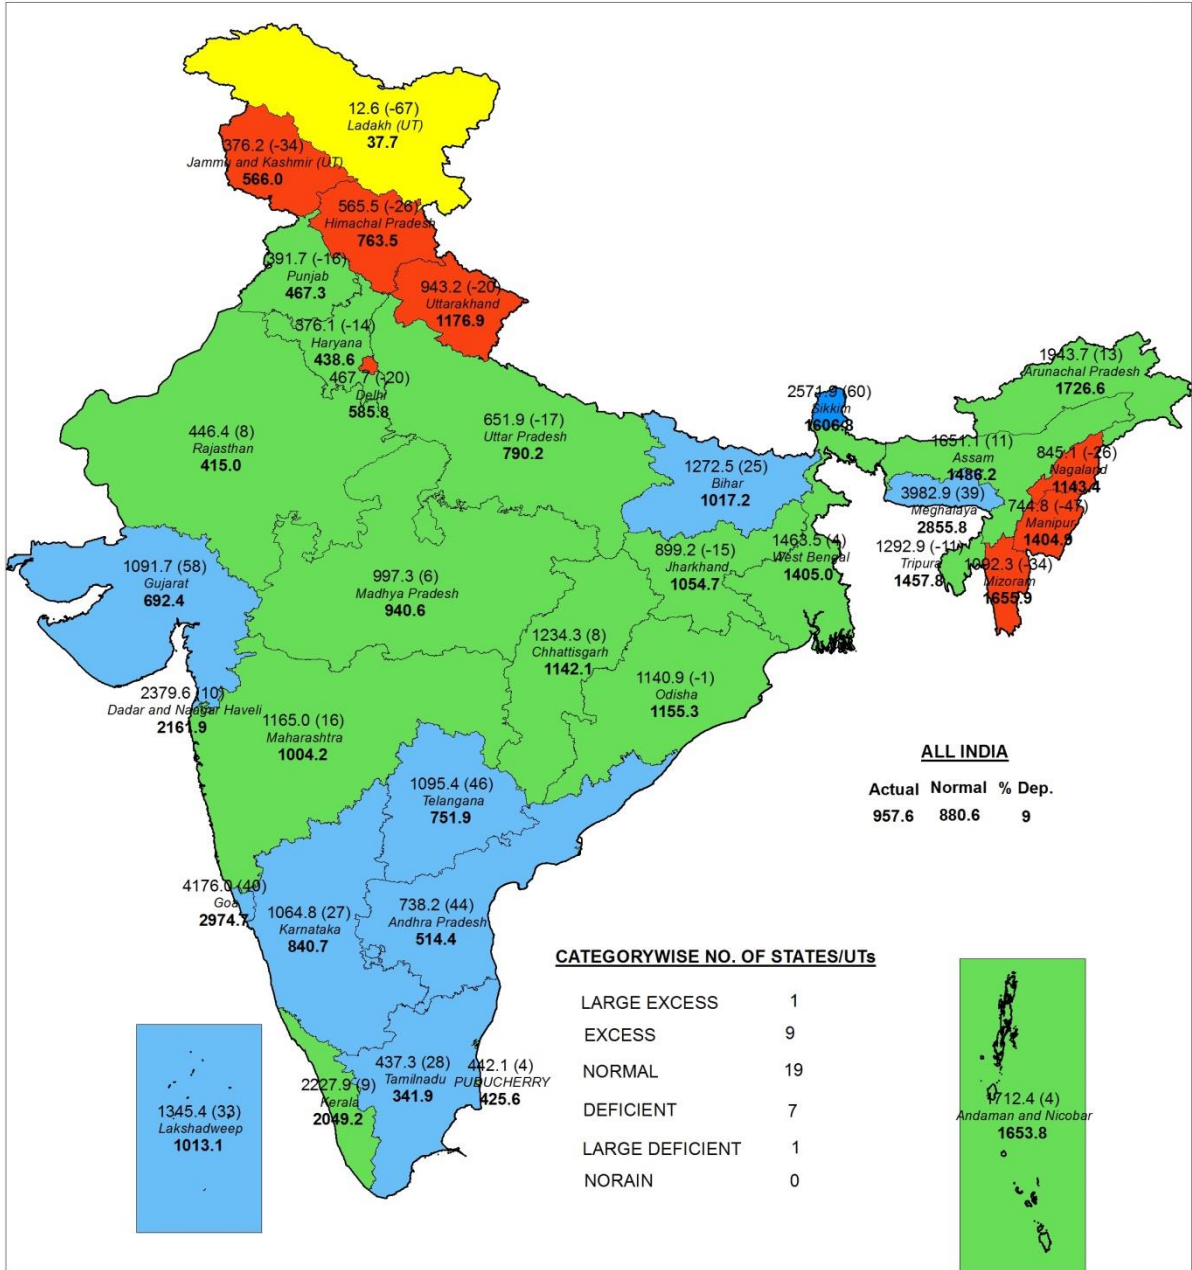 12.6 (-67)
Ladakh (UT)
37.7
376.2 (-34)
Jammu and Kashmir (UT)
566.0
565.5 (-26)
Himachal Pradesh
763.5
391.7 (-16)
Punjab
467.3
943.2 (-20)
Uttarakhand
1176.9
376.1 (-14)
Haryana
438.6
467.7 (-20)
Delhi
585.8
446.4 (8)
Rajasthan
415.0
651.9 (-17)
Uttar Pradesh
790.2
1272.5 (25)
Bihar
1017.2
2571.9 (60)
Sikkim
1606.3
1943.7 (13)
Arunachal Pradesh
1726.6
1651.1 (11)
Assam
1486.2
845.1 (-26)
Nagaland
1143.4
3982.9 (39)
Meghalaya
2855.8
744.8 (-47)
Manipur
1404.9
1292.9 (-11)
Tripura
1457.8
1092.3 (-34)
Mizoram
1655.9
1091.7 (58)
Gujarat
692.4
997.3 (6)
Madhya Pradesh
940.6
899.2 (-15)
Jharkhand
1054.7
1463.5 (4)
West Bengal
1405.0
1234.3 (8)
Chhattisgarh
1142.1
1140.9 (-1)
Odisha
1155.3
2379.6 (10)
Dadar and Naagar Haveli
2161.9
1165.0 (16)
Maharashtra
1004.2
1095.4 (46)
Telangana
751.9
ALL INDIA
Actual Normal % Dep.
957.6 880.6 9
4176.0 (40)
Goa
2974.7
1064.8 (27)
Karnataka
840.7
738.2 (44)
Andhra Pradesh
514.4
CATEGORYWISE NO. OF STATES/UTs
LARGE EXCESS 1
EXCESS 9
NORMAL 19
DEFICIENT 7
LARGE DEFICIENT 1
NORAIN 0
1345.4 (33)
Lakshadweep
1013.1
2227.9 (9)
Kerala
2049.2
437.3 (28)
Tamilnadu
341.9
442.1 (4)
PUDUCHERRY
425.6
1712.4 (4)
Andaman and Nicobar
1653.8